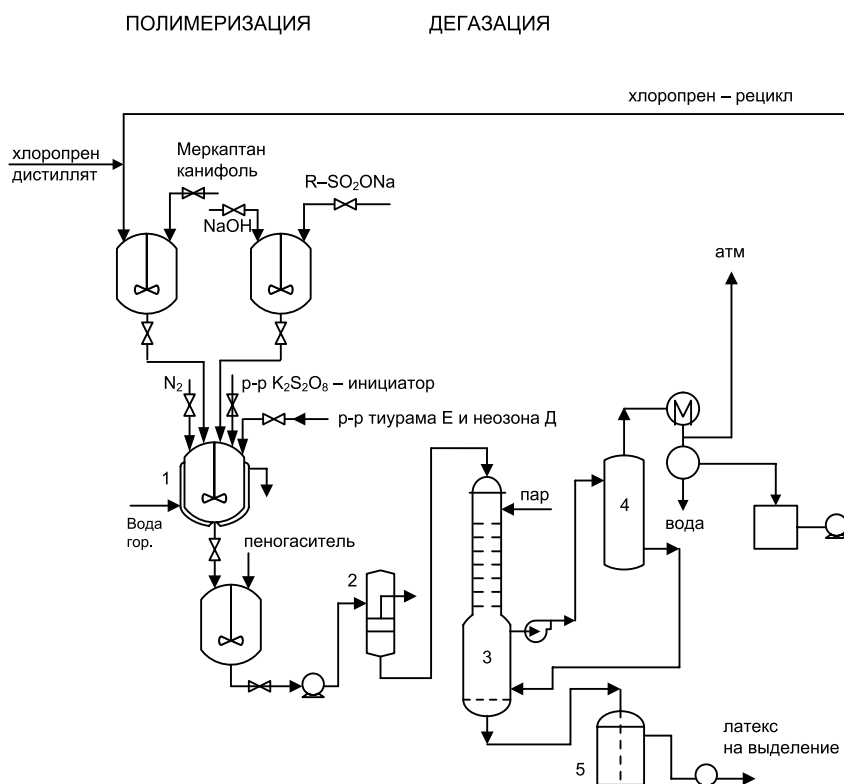 ПОЛИМЕРИЗАЦИЯ
ДЕГАЗАЦИЯ
хлоропрен – рецикл
хлоропрен
дистиллят
Меркаптан
канифоль
NaOH
R–SO₂ONa
атм
N₂
р-р K₂S₂O₈ – инициатор
р-р тиурама Е и неозона Д
1
Вода
гор.
пеногаситель
2
пар
3
4
вода
5
латекс
на выделение